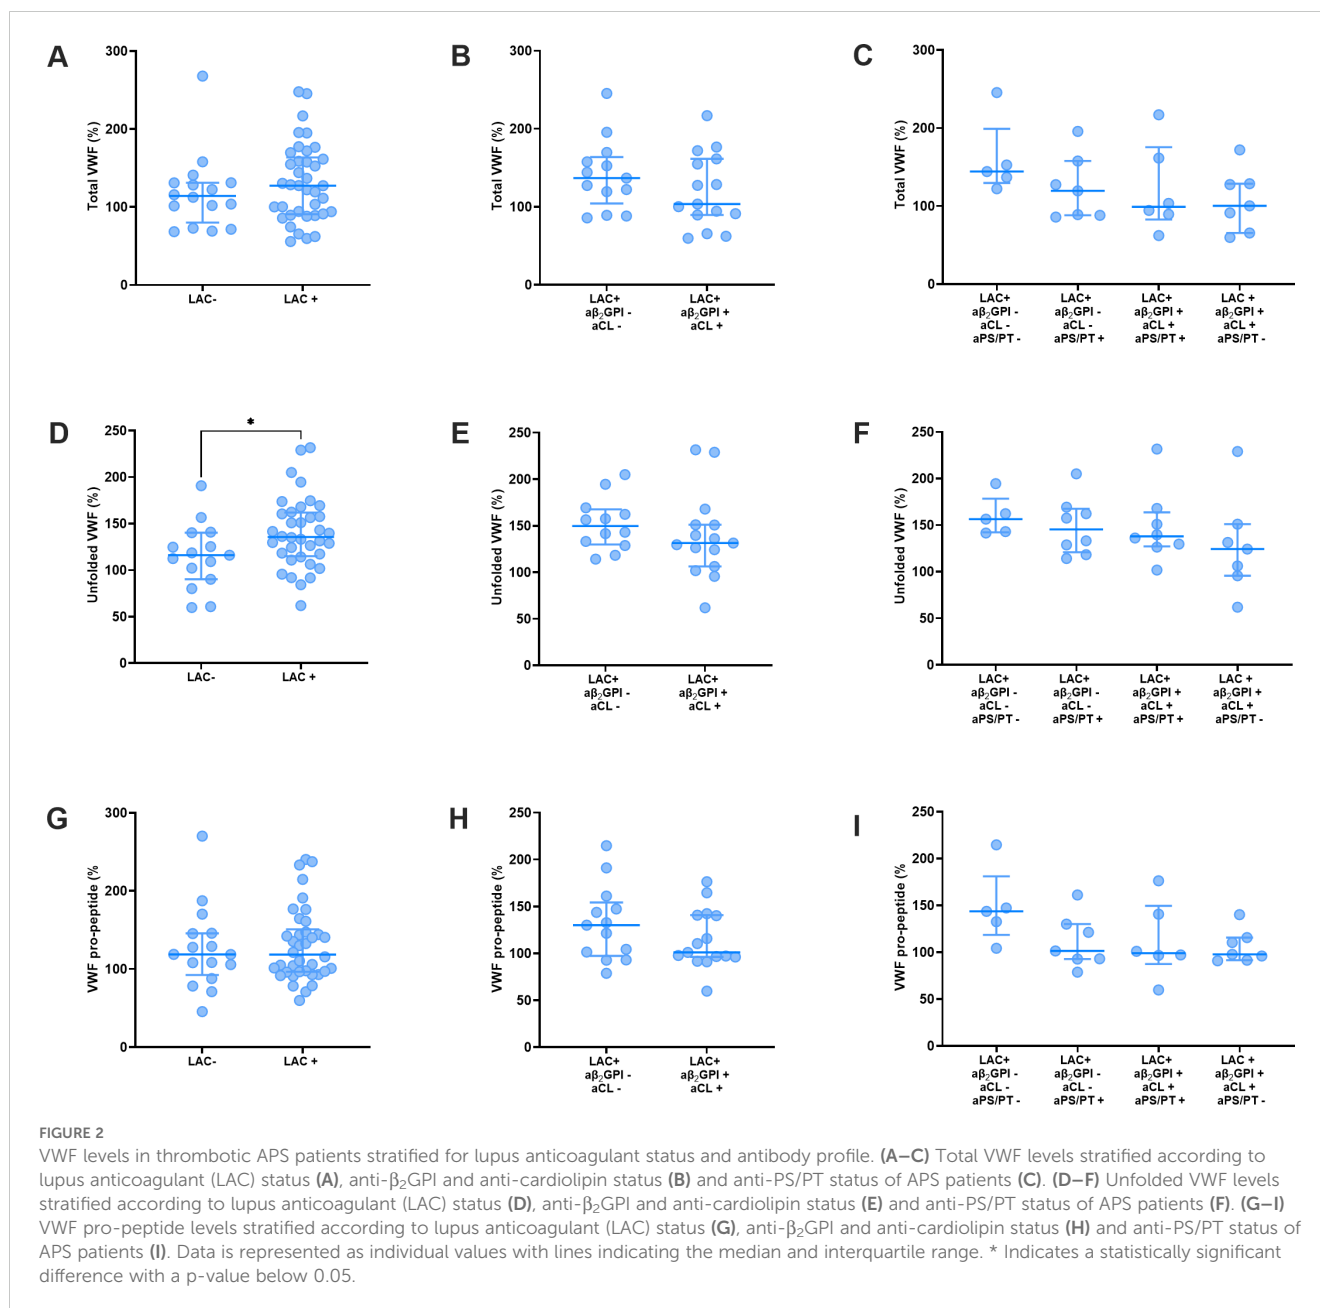 A
300
200
100
0
Total VWF (%)
LAC-
LAC +
B
300
200
100
0
Total VWF (%)
LAC+
aβ₂GPI -
aCL -
LAC+
aβ₂GPI +
aCL +
C
300
200
100
0
Total VWF (%)
LAC+
aβ₂GPI -
aCL -
aPS/PT -
LAC+
aβ₂GPI -
aCL -
aPS/PT +
LAC+
aβ₂GPI +
aCL +
aPS/PT +
LAC +
aβ₂GPI +
aCL +
aPS/PT -
D
250
200
150
100
50
0
Unfolded VWF (%)
*
LAC-
LAC +
E
250
200
150
100
50
0
Unfolded VWF (%)
LAC+
aβ₂GPI -
aCL -
LAC+
aβ₂GPI +
aCL +
F
250
200
150
100
50
0
Unfolded VWF (%)
LAC+
aβ₂GPI -
aCL -
aPS/PT -
LAC+
aβ₂GPI -
aCL -
aPS/PT +
LAC+
aβ₂GPI +
aCL +
aPS/PT +
LAC +
aβ₂GPI +
aCL +
aPS/PT -
G
300
200
100
0
VWF pro-peptide (%
LAC-
LAC +
H
250
200
150
100
50
0
VWF pro-peptide (%
LAC+
aβ₂GPI -
aCL -
LAC+
aβ₂GPI +
aCL +
I
250
200
150
100
50
0
VWF pro-peptide (%
LAC+
aβ₂GPI -
aCL -
aPS/PT -
LAC+
aβ₂GPI -
aCL -
aPS/PT +
LAC+
aβ₂GPI +
aCL +
aPS/PT +
LAC +
aβ₂GPI +
aCL +
aPS/PT -
FIGURE 2
VWF levels in thrombotic APS patients stratified for lupus anticoagulant status and antibody profile. (A–C) Total VWF levels stratified according to
lupus anticoagulant (LAC) status (A), anti-β₂GPI and anti-cardiolipin status (B) and anti-PS/PT status of APS patients (C). (D–F) Unfolded VWF levels
stratified according to lupus anticoagulant (LAC) status (D), anti-β₂GPI and anti-cardiolipin status (E) and anti-PS/PT status of APS patients (F). (G–I)
VWF pro-peptide levels stratified according to lupus anticoagulant (LAC) status (G), anti-β₂GPI and anti-cardiolipin status (H) and anti-PS/PT status of
APS patients (I). Data is represented as individual values with lines indicating the median and interquartile range. * Indicates a statistically significant
difference with a p-value below 0.05.